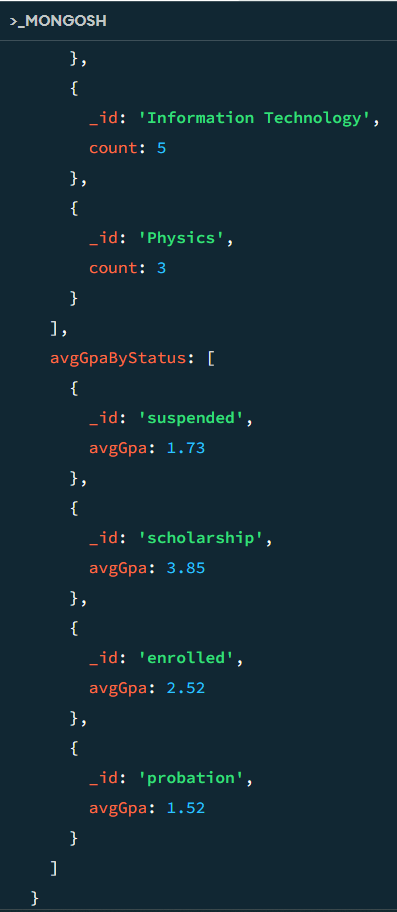 >_MONGOSH
},
{
_id: 'Information Technology',
count: 5
},
{
_id: 'Physics',
count: 3
}
],
avgGpaByStatus: [
{
_id: 'suspended',
avgGpa: 1.73
},
{
_id: 'scholarship',
avgGpa: 3.85
},
{
_id: 'enrolled',
avgGpa: 2.52
},
{
_id: 'probation',
avgGpa: 1.52
}
]
}